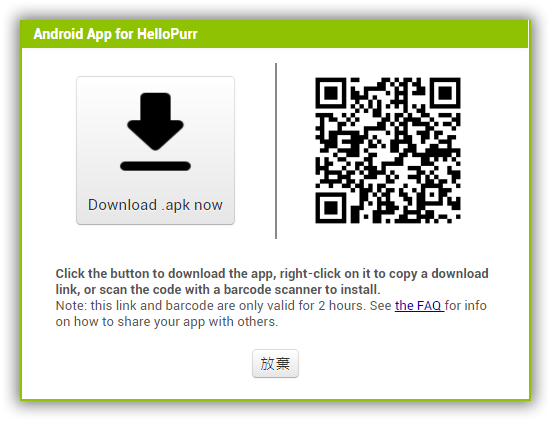 Android App for HelloPurr
Download .apk now
Click the button to download the app, right-click on it to copy a download
link, or scan the code with a barcode scanner to install.
Note: this link and barcode are only valid for 2 hours. See the FAQ for info
on how to share your app with others.
放棄